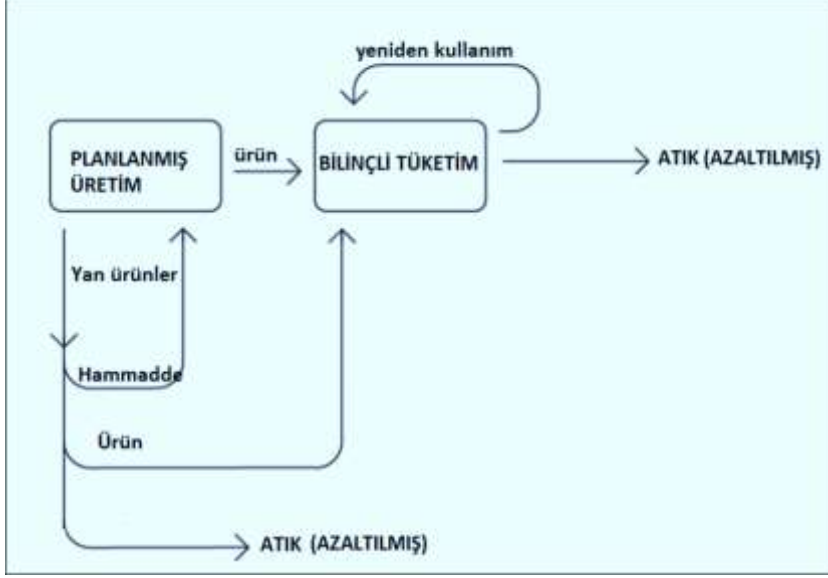 yeniden kullanım
PLANLANMIŞ
ÜRETİM
ürün
BİLİNÇLİ TÜKETİM
ATIK (AZALTILMIŞ)
Yan ürünler
Hammadde
Ürün
ATIK (AZALTILMIŞ)